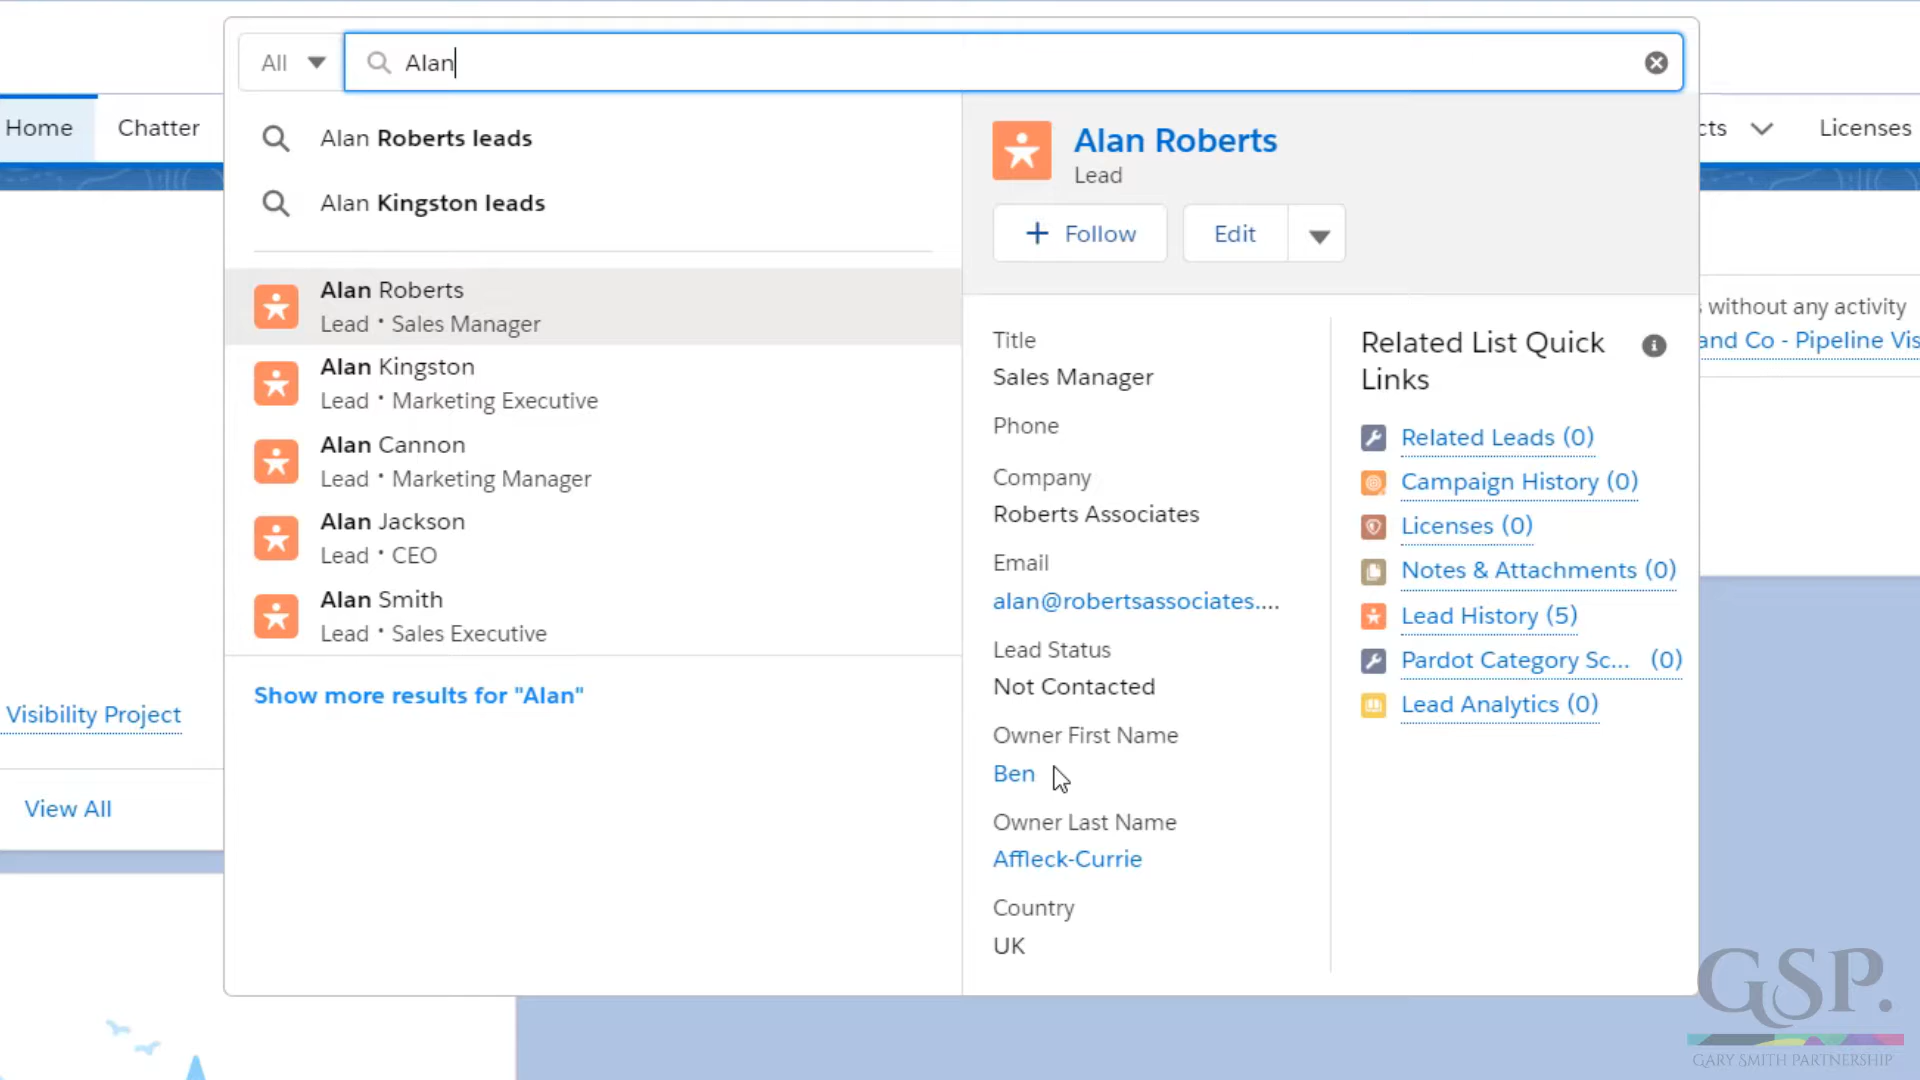 All
Alan
Home
Chatter
cts
Licenses
Alan Roberts leads
Alan Kingston leads
Alan Roberts
Lead • Sales Manager
Alan Kingston
Lead • Marketing Executive
Alan Cannon
Lead • Marketing Manager
Alan Jackson
Lead • CEO
Alan Smith
Lead • Sales Executive
Show more results for "Alan"
Alan Roberts
Lead
Follow
Edit
Title
Sales Manager
Phone
Company
Roberts Associates
Email
alan@robertsassociates....
Lead Status
Not Contacted
Owner First Name
Ben
Owner Last Name
Affleck-Currie
Country
UK
Related List Quick
Links
Related Leads (0)
Campaign History (0)
Licenses (0)
Notes & Attachments (0)
Lead History (5)
Pardot Category Sc... (0)
Lead Analytics (0)
without any activity
and Co - Pipeline Vis
Visibility Project
View All
GSP.
GARY SMITH PARTNERSHIP